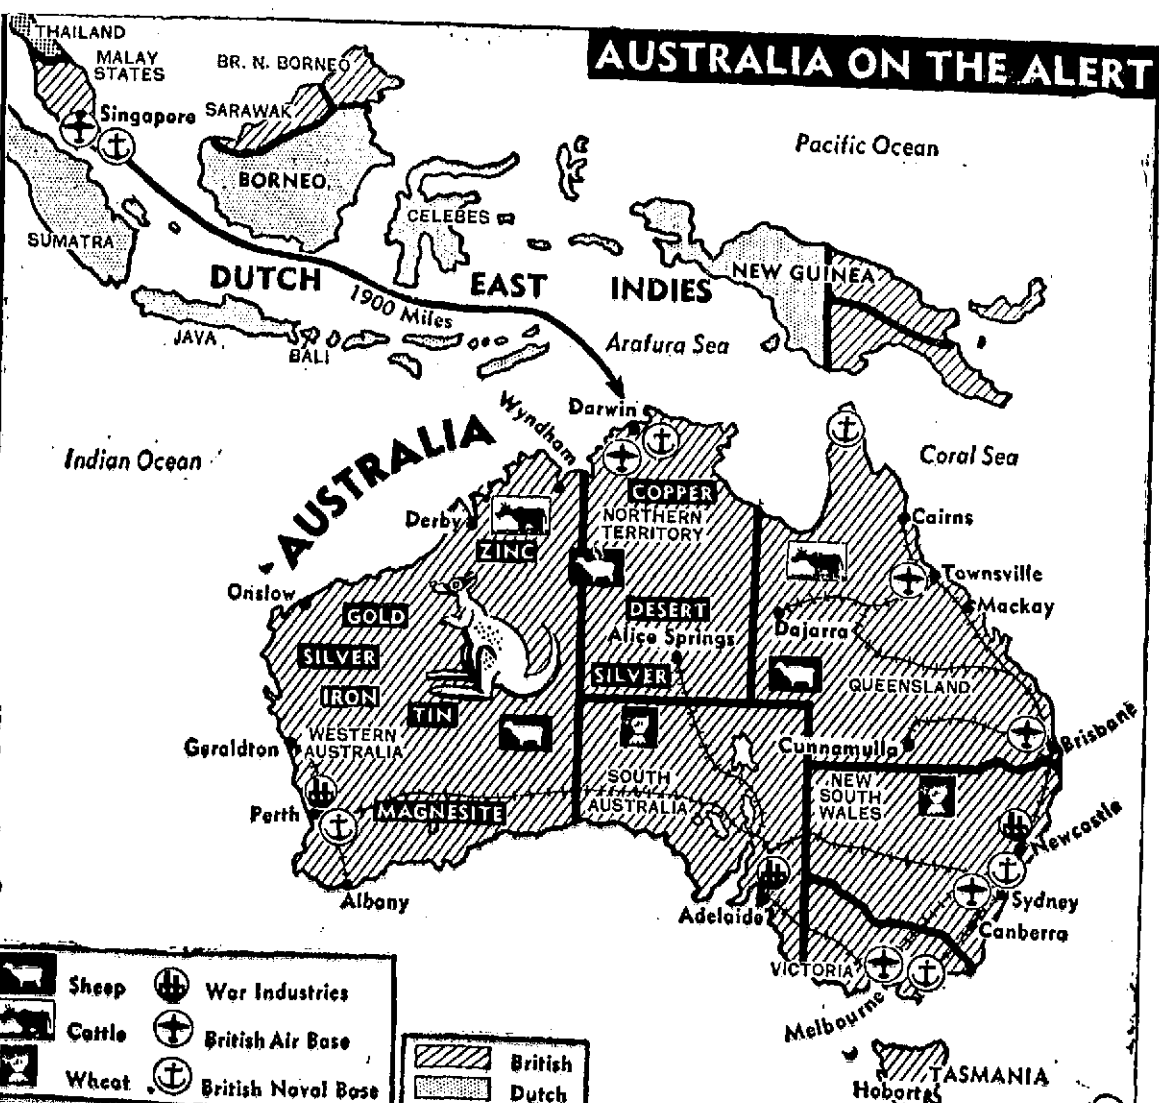 AUSTRALIA ON THE ALERT
THAILAND
MALAY
STATES
BR. N. BORNEO
SARAWAK
Singapore
Pacific Ocean
BORNEO
CELEBES
SUMATRA
NEW GUINEA
DUTCH EAST INDIES
1900 Miles
JAVA
BALI
Arafura Sea
Wyndham
Darwin
AUSTRALIA
Indian Ocean
Coral Sea
COPPER
NORTHERN
TERRITORY
Derby
ZINC
Cairns
Onslow
GOLD
DESERT
Alice Springs
Townsville
Mackay
Dajarra
SILVER
IRON
TIN
SILVER
QUEENSLAND
WESTERN
AUSTRALIA
Geraldton
Cunnamulla
Brisbane
SOUTH
AUSTRALIA
NEW
SOUTH
WALES
Perth
MAGNESITE
Newcastle
Albany
Adelaide
Sydney
Canberra
VICTORIA
Melbourne
TASMANIA
Hobart
Sheep
War Industries
Cattle
British Air Base
Wheat
British Naval Base
British
Dutch